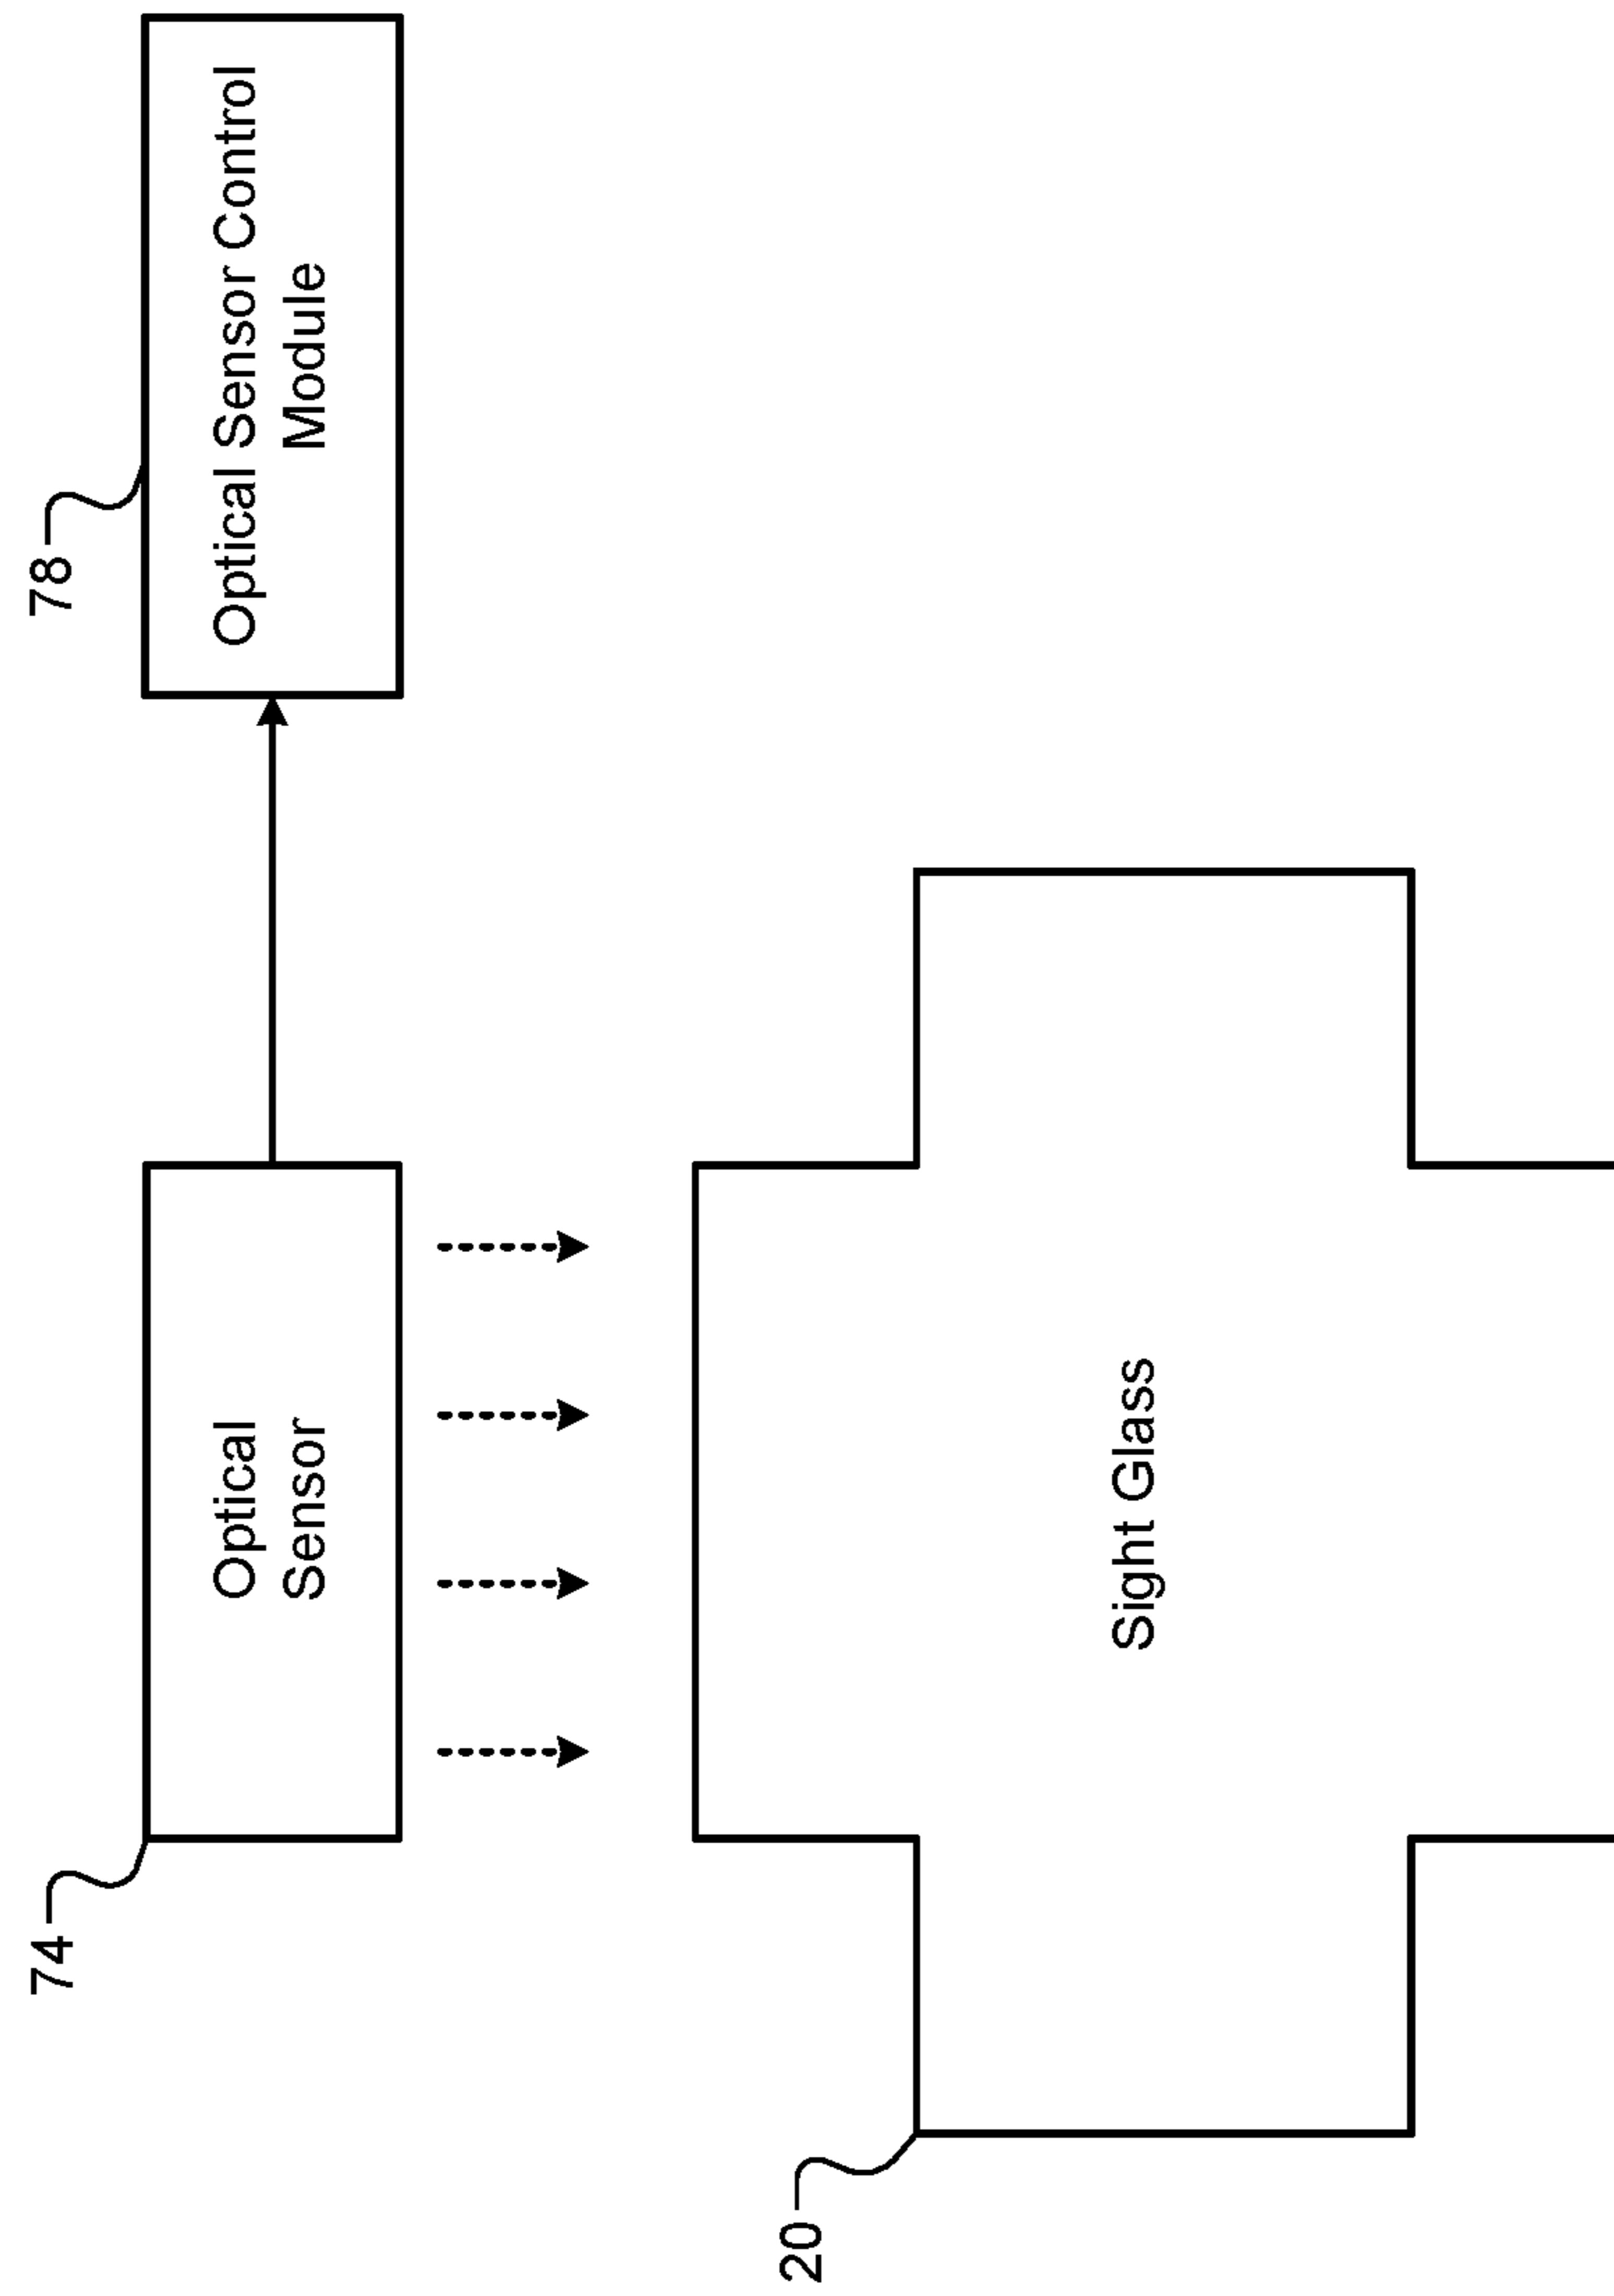 74
Optical
Sensor
78
Optical Sensor Control
Module
20
Sight Glass